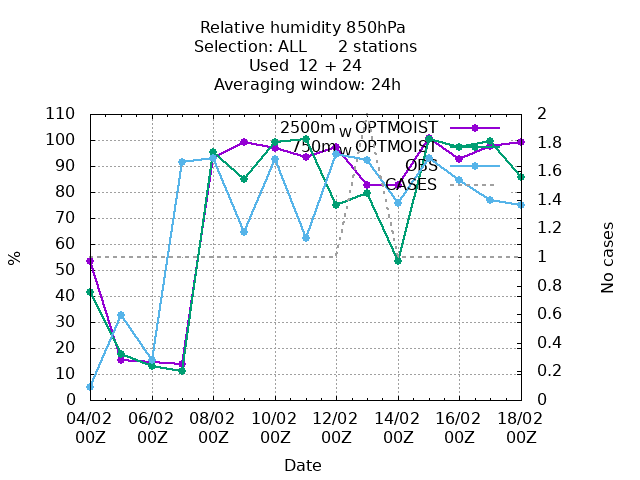 Relative humidity 850hPa
Selection: ALL 2 stations
Used 12 + 24
Averaging window: 24h
2500m_W OPTMOIST
750m_W OPTMOIST
OBS
CASES
110
100
90
80
70
60
50
40
30
20
10
0
%
2
1.8
1.6
1.4
1.2
1
0.8
0.6
0.4
0.2
0
No cases
04/02 06/02 08/02 10/02 12/02 14/02 16/02 18/02
00Z 00Z 00Z 00Z 00Z 00Z 00Z 00Z
Date